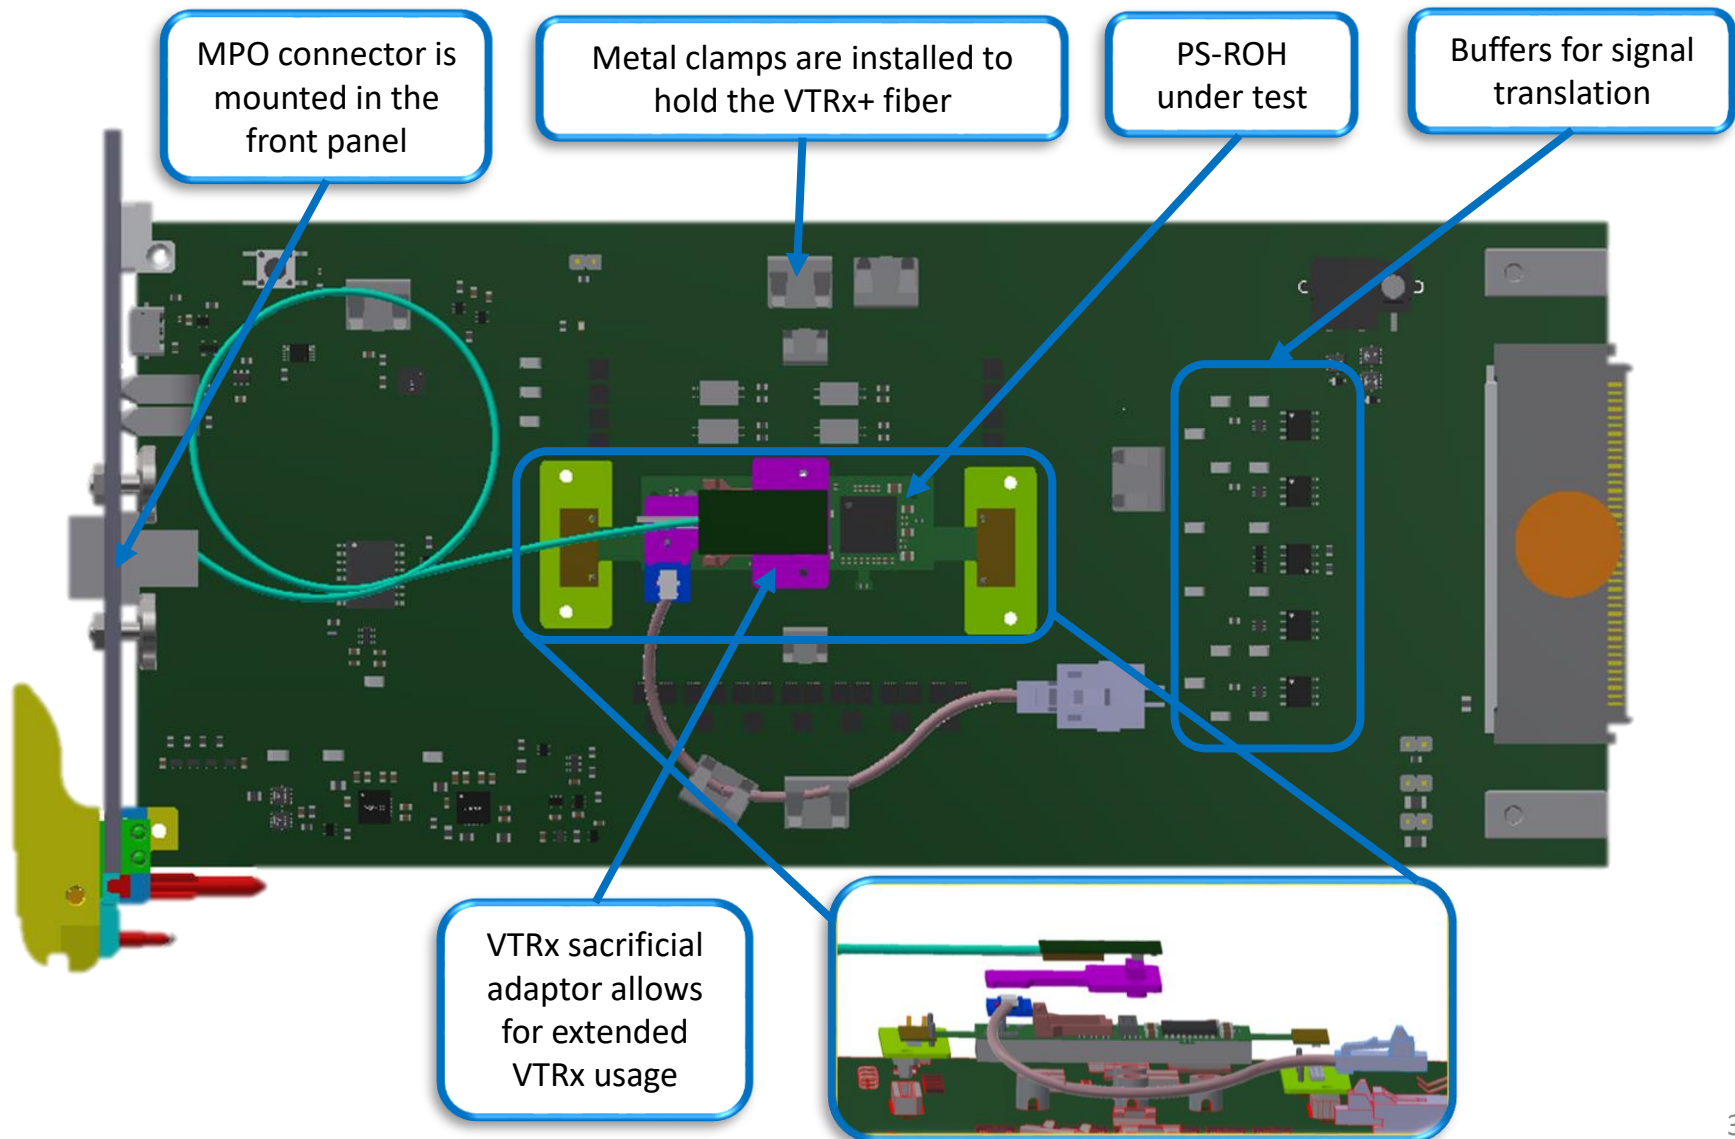 MPO connector is
mounted in the
front panel
Metal clamps are installed to
hold the VTRx+ fiber
PS-ROH
under test
Buffers for signal
translation
VTRx sacrificial
adaptor allows
for extended
VTRx usage